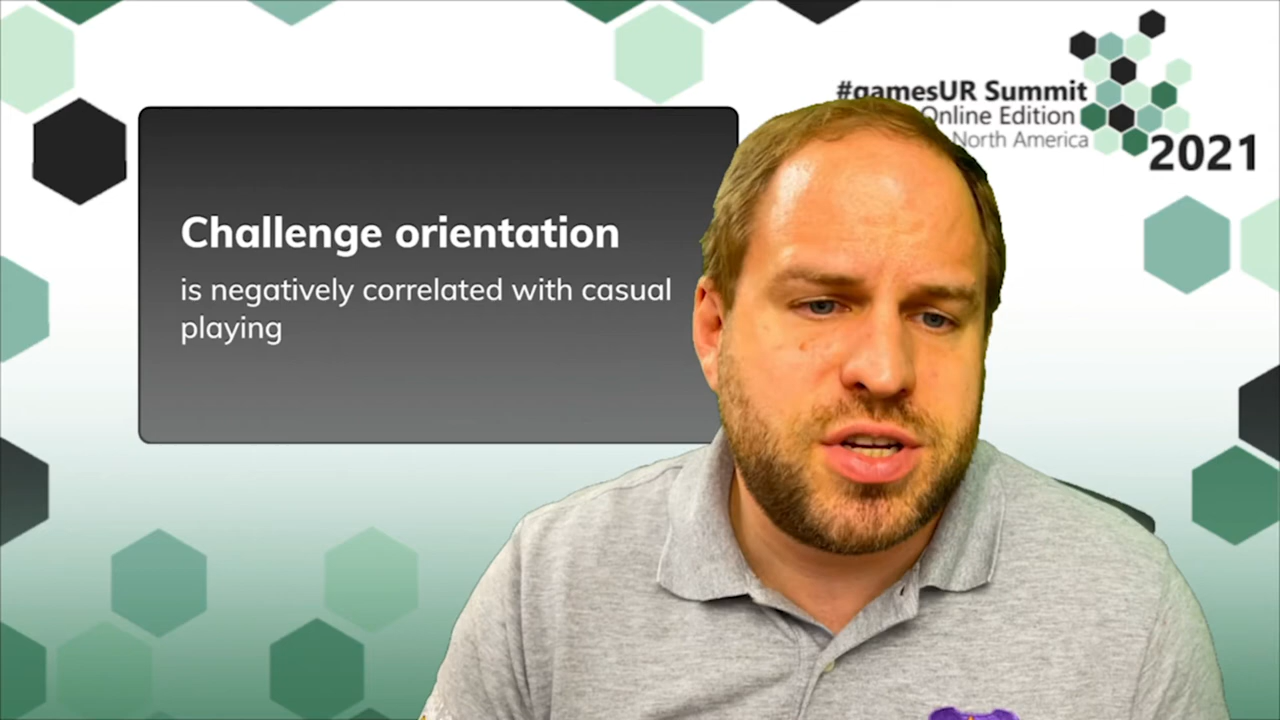 #gamesUR Summit
Online Edition
North America
2021
Challenge orientation
is negatively correlated with casual
playing